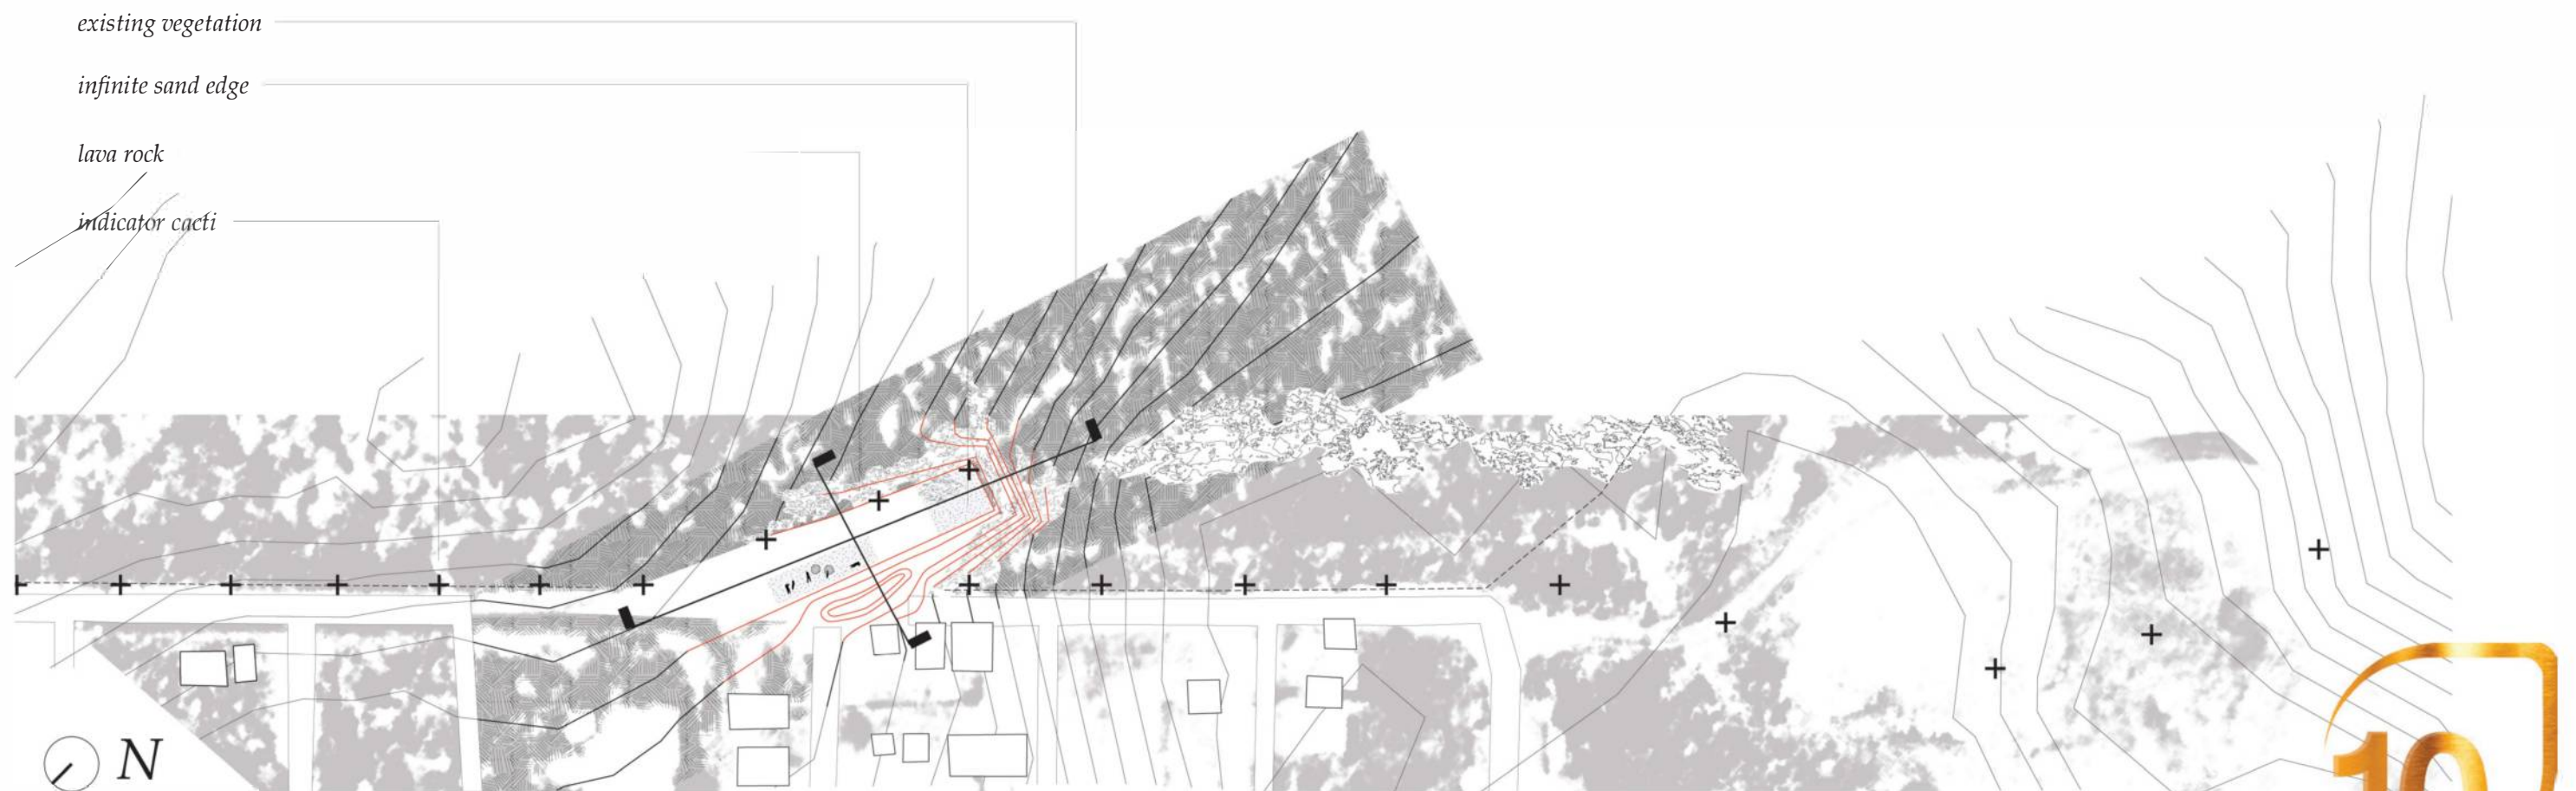 existing vegetation
infinite sand edge
lava rock
indicator cacti
N
10